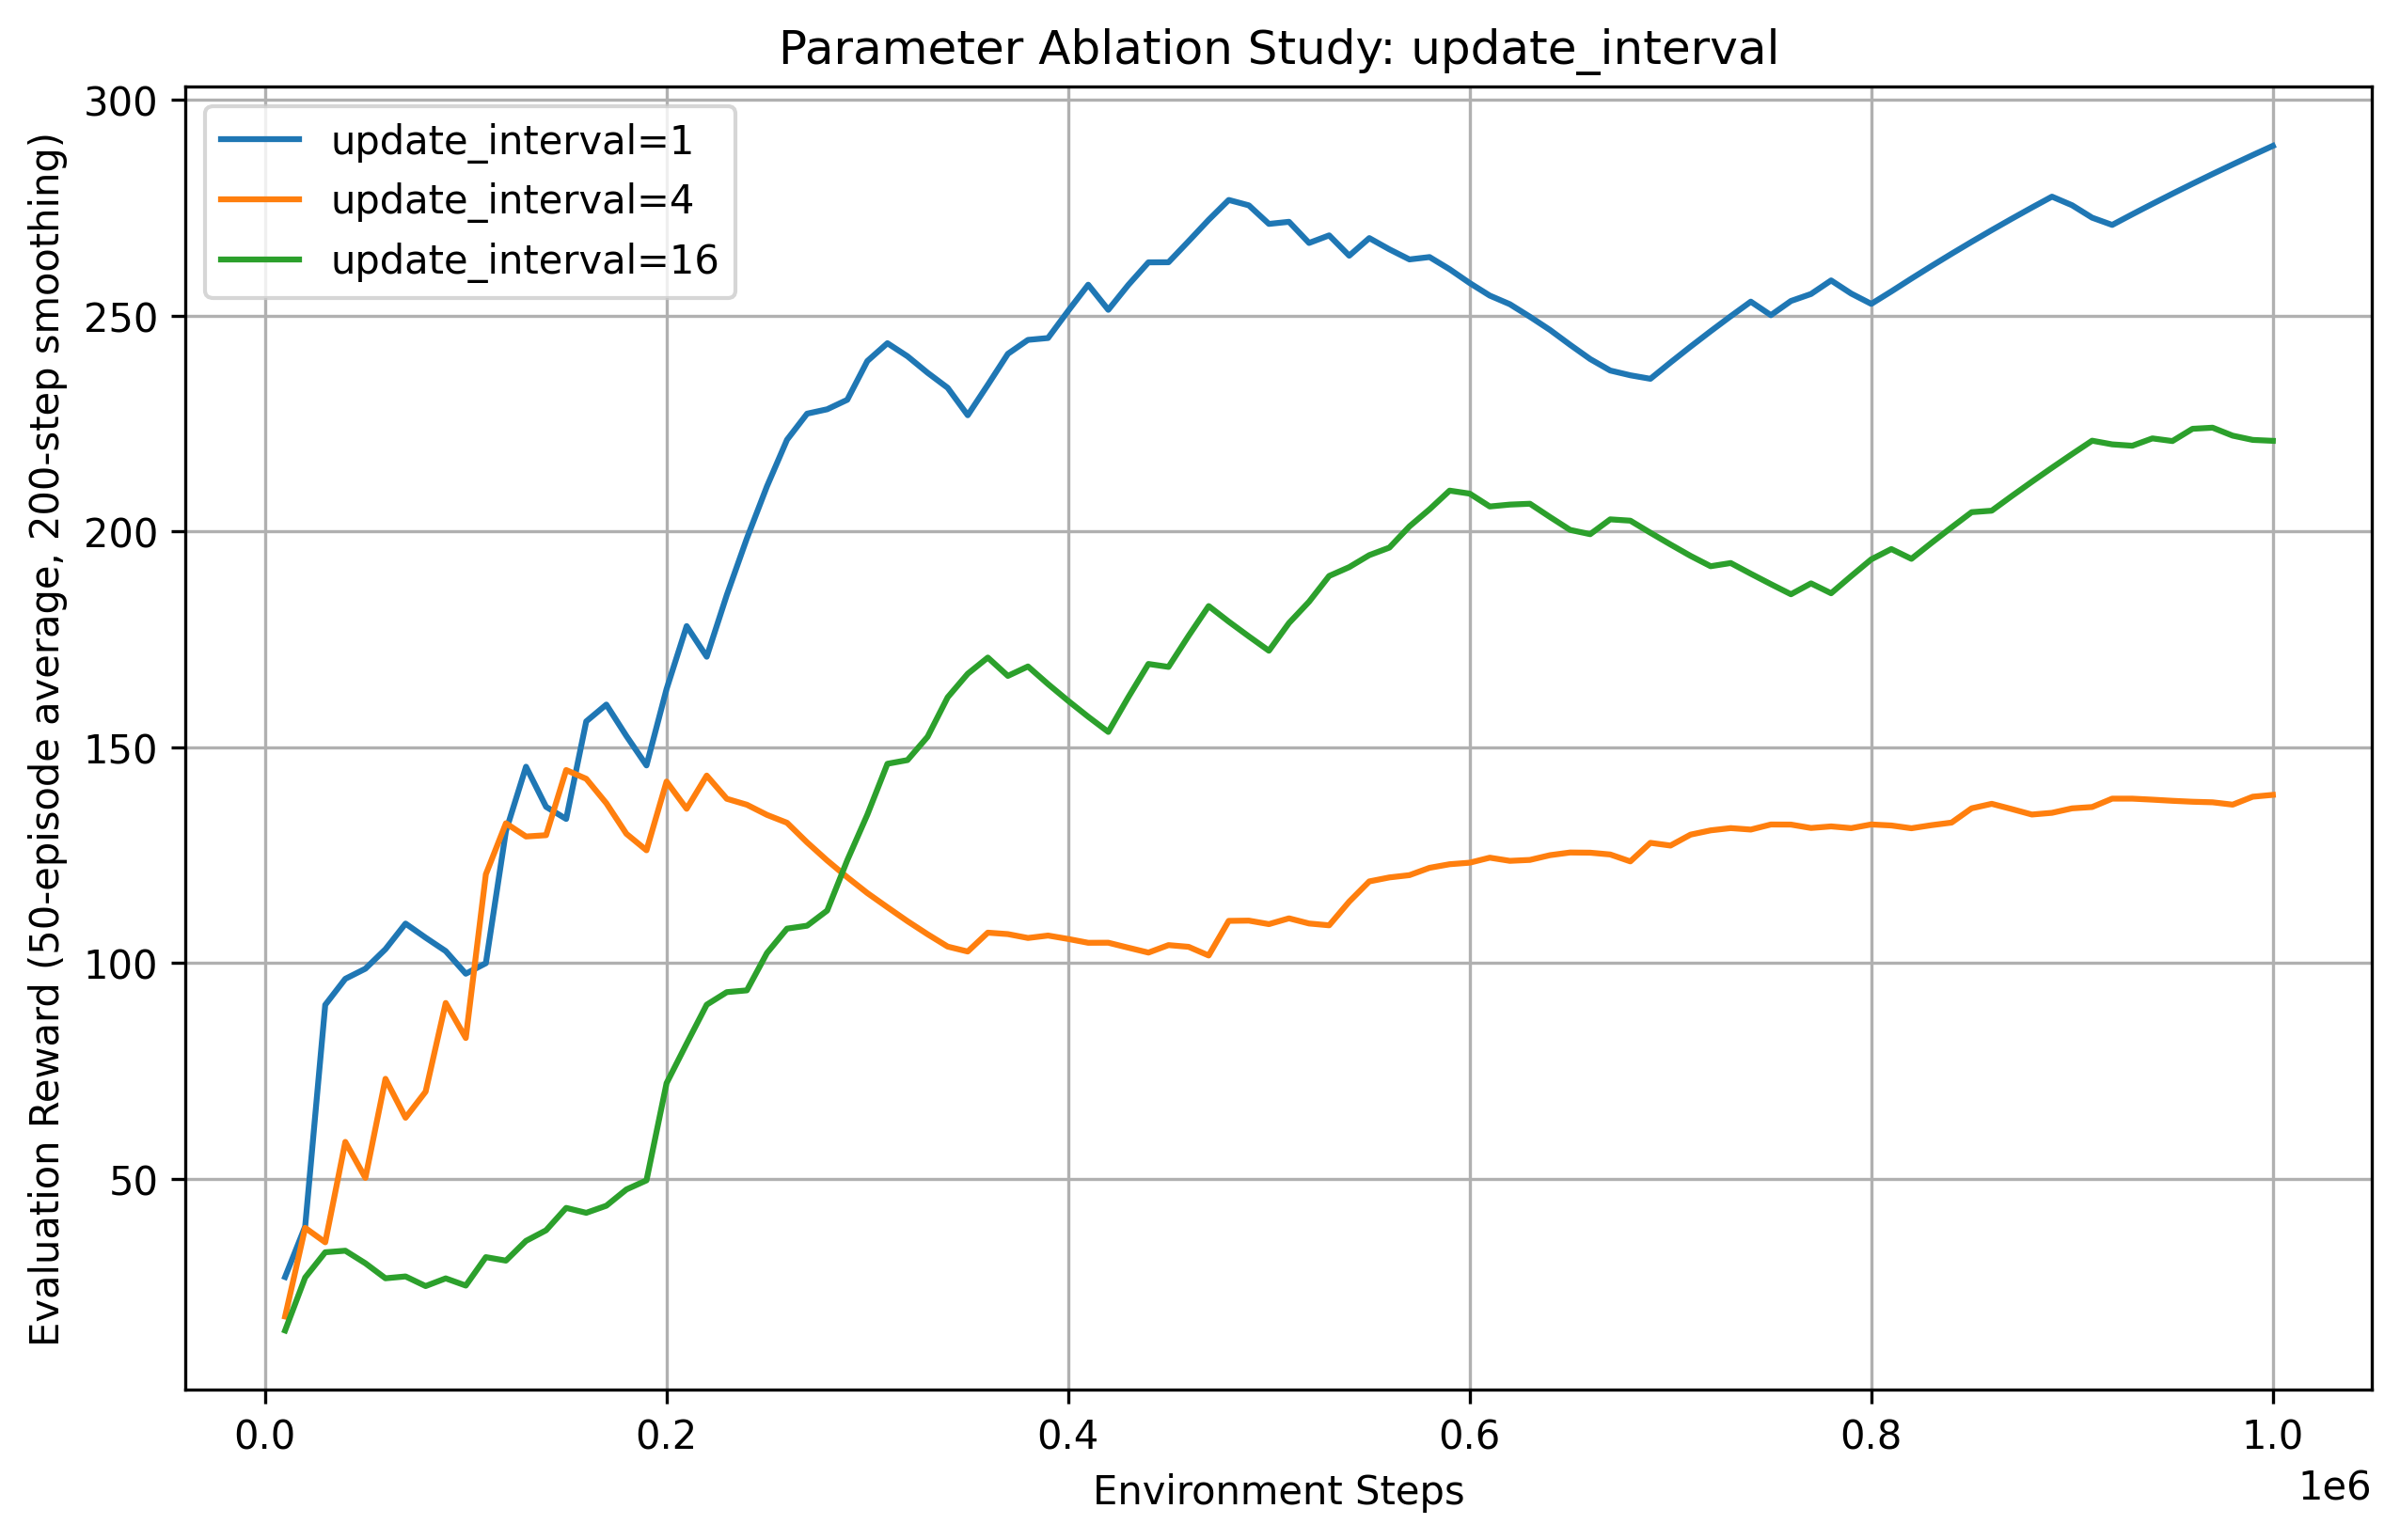 Parameter Ablation Study: update_interval
update_interval=1
update_interval=4
update_interval=16
Evaluation Reward (50-episode average, 200-step smoothing)
300
250
200
150
100
50
0.0
0.2
0.4
0.6
0.8
1.0
1e6
Environment Steps